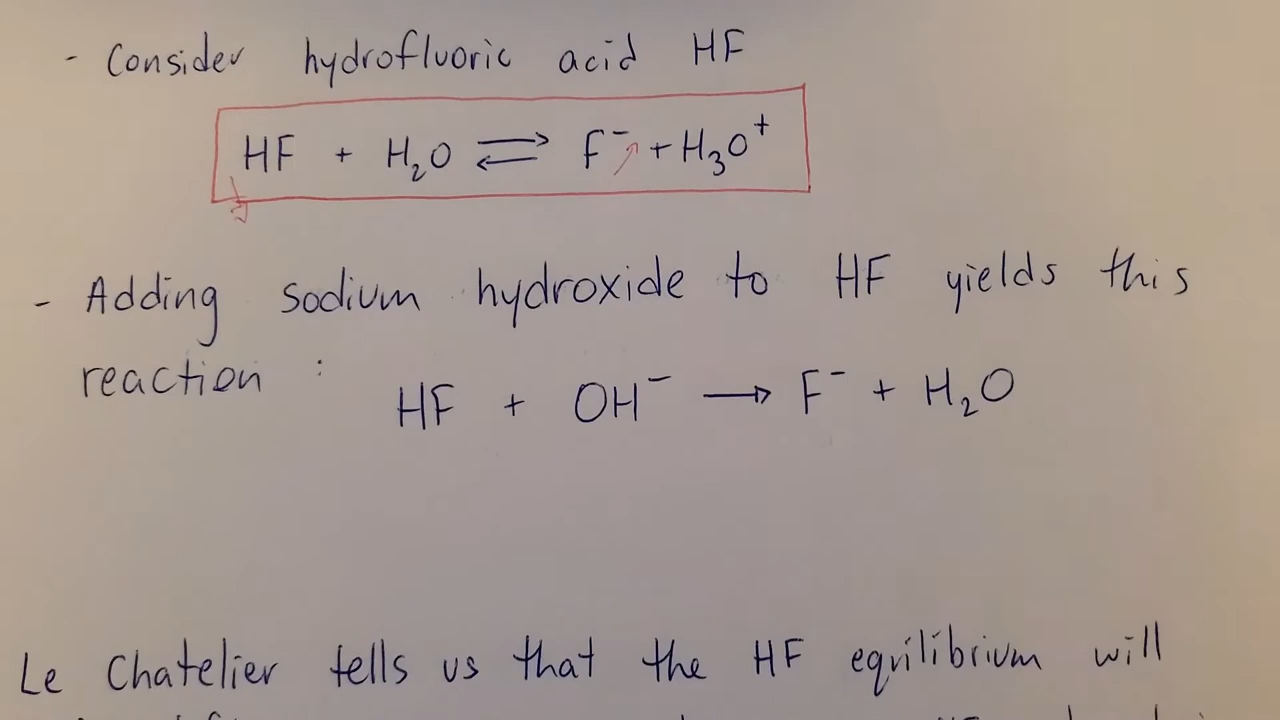 - Consider hydrofluoric acid HF
HF + H₂O ⇌ F⁻ + H₃O⁺
- Adding sodium hydroxide to HF yields this
reaction :
HF + OH⁻ → F⁻ + H₂O
Le Chatelier tells us that the HF equilibrium will